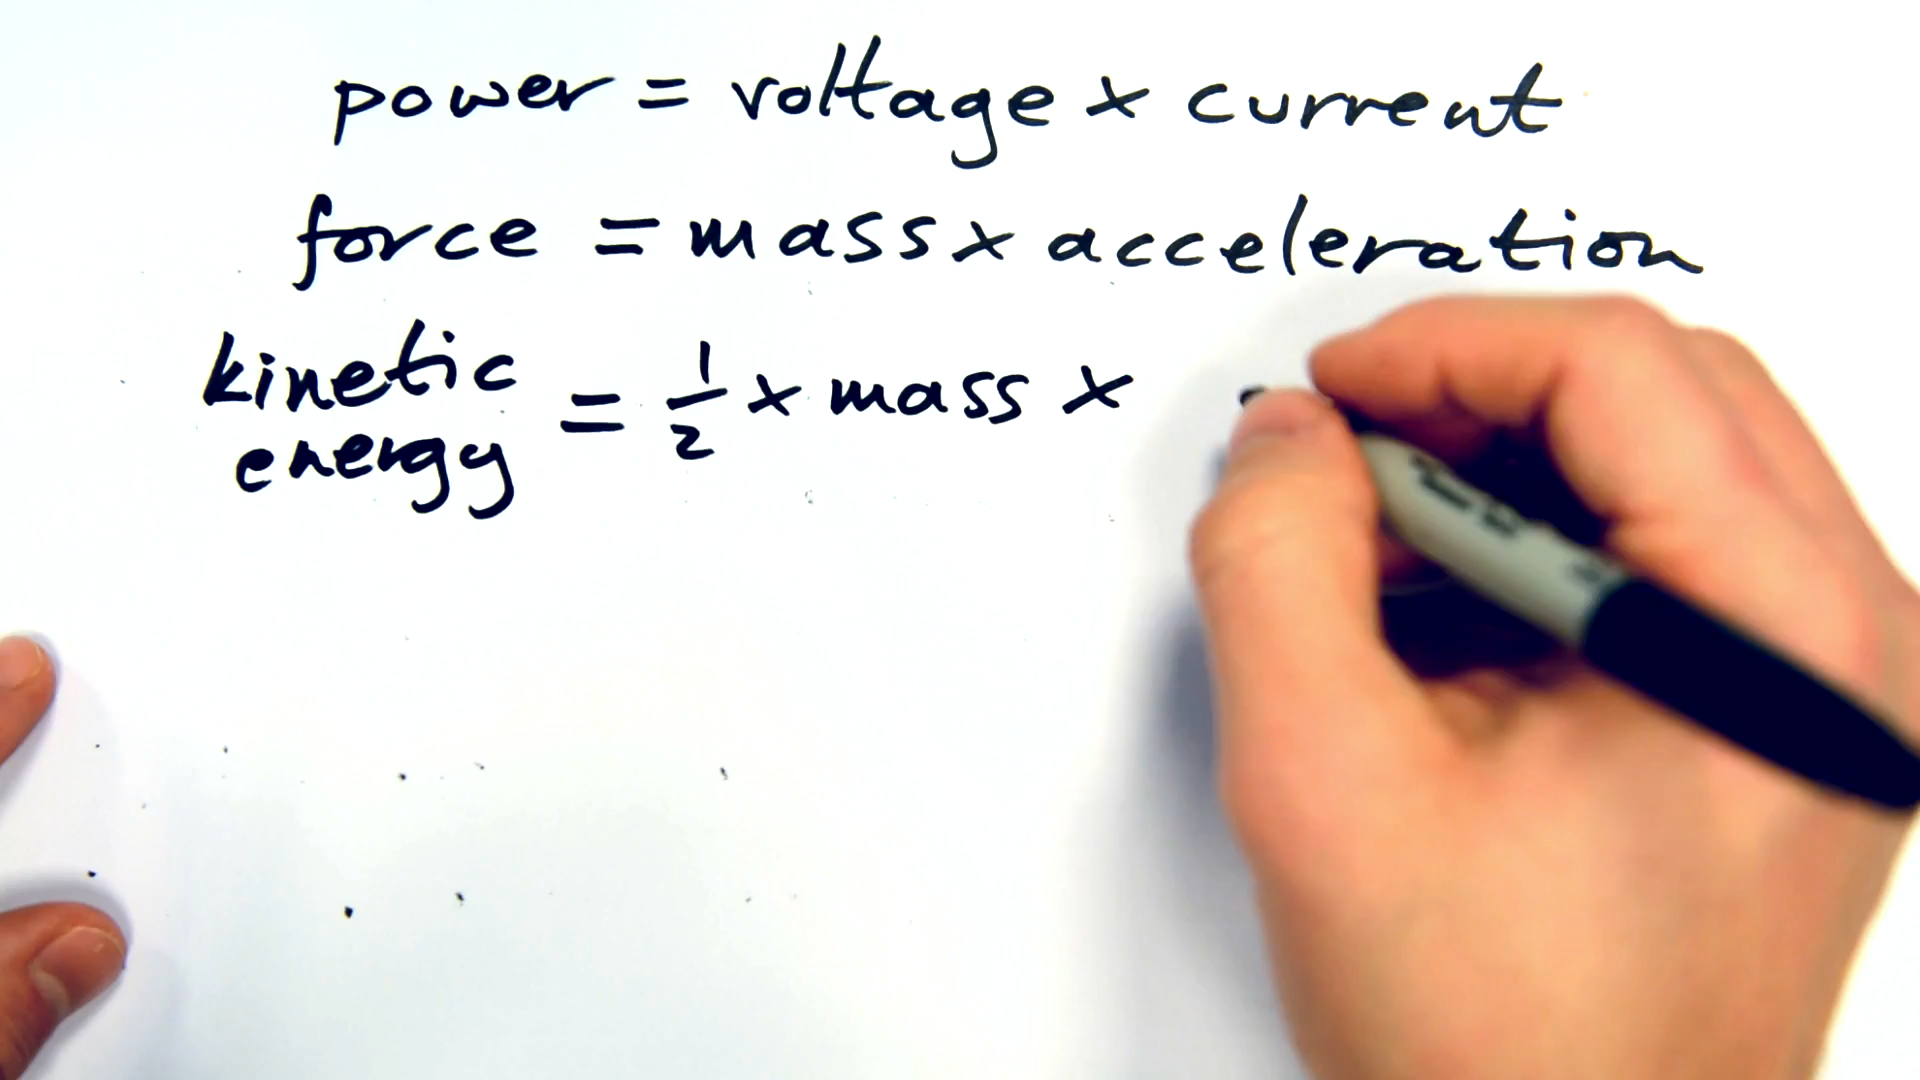 power = voltage x current
force = mass x acceleration
kinetic
energy = 1/2 x mass x